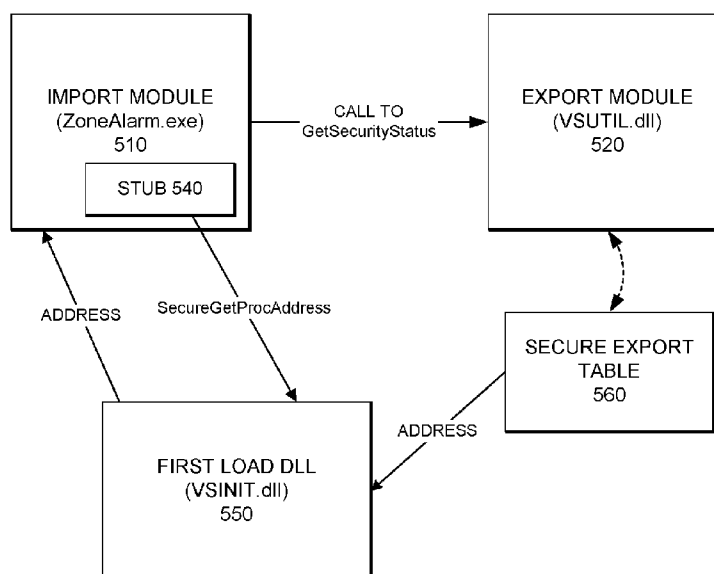 IMPORT MODULE
(ZoneAlarm.exe)
510
STUB 540
CALL TO
GetSecurityStatus
EXPORT MODULE
(VSUTIL.dll)
520
ADDRESS
SecureGetProcAddress
SECURE EXPORT
TABLE
560
ADDRESS
FIRST LOAD DLL
(VSINIT.dll)
550